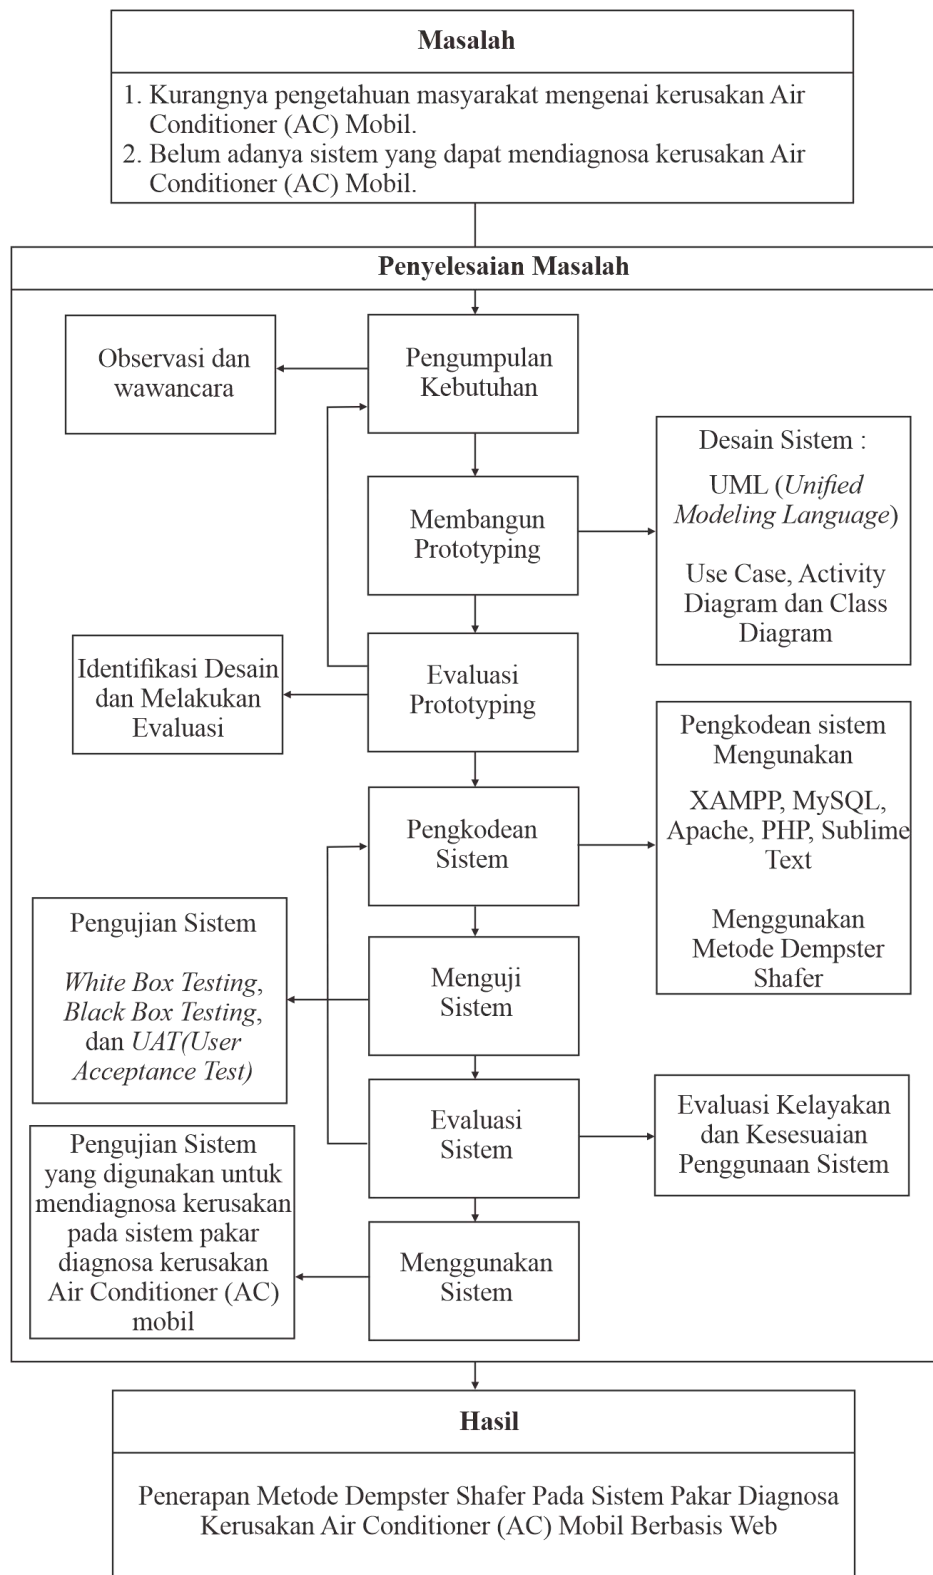 Masalah
1. Kurangnya pengetahuan masyarakat mengenai kerusakan Air
Conditioner (AC) Mobil.
2. Belum adanya sistem yang dapat mendiagnosa kerusakan Air
Conditioner (AC) Mobil.
Penyelesaian Masalah
Observasi dan
wawancara
Pengumpulan
Kebutuhan
Membangun
Prototyping
Desain Sistem :
UML (Unified
Modeling Language)
Use Case, Activity
Diagram dan Class
Diagram
Identifikasi Desain
dan Melakukan
Evaluasi
Evaluasi
Prototyping
Pengkodean
Sistem
Pengkodean sistem
Mengunakan
XAMPP, MySQL,
Apache, PHP, Sublime
Text
Menggunakan
Metode Dempster
Shafer
Pengujian Sistem
White Box Testing,
Black Box Testing,
dan UAT(User
Acceptance Test)
Menguji
Sistem
Evaluasi
Sistem
Evaluasi Kelayakan
dan Kesesuaian
Penggunaan Sistem
Pengujian Sistem
yang digunakan untuk
mendiagnosa kerusakan
pada sistem pakar
diagnosa kerusakan
Air Conditioner (AC)
mobil
Menggunakan
Sistem
Hasil
Penerapan Metode Dempster Shafer Pada Sistem Pakar Diagnosa
Kerusakan Air Conditioner (AC) Mobil Berbasis Web